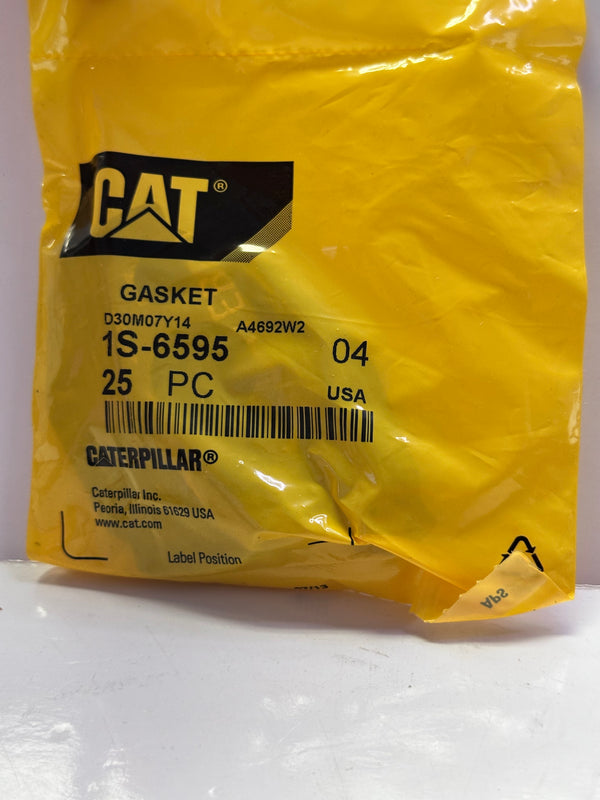 CAT®
GASKET
D30M07Y14 A4692W2
1S-6595 04
25 PC USA
CATERPILLAR®
Caterpillar Inc.
Peoria, Illinois 61629 USA
www.cat.com
Label Position